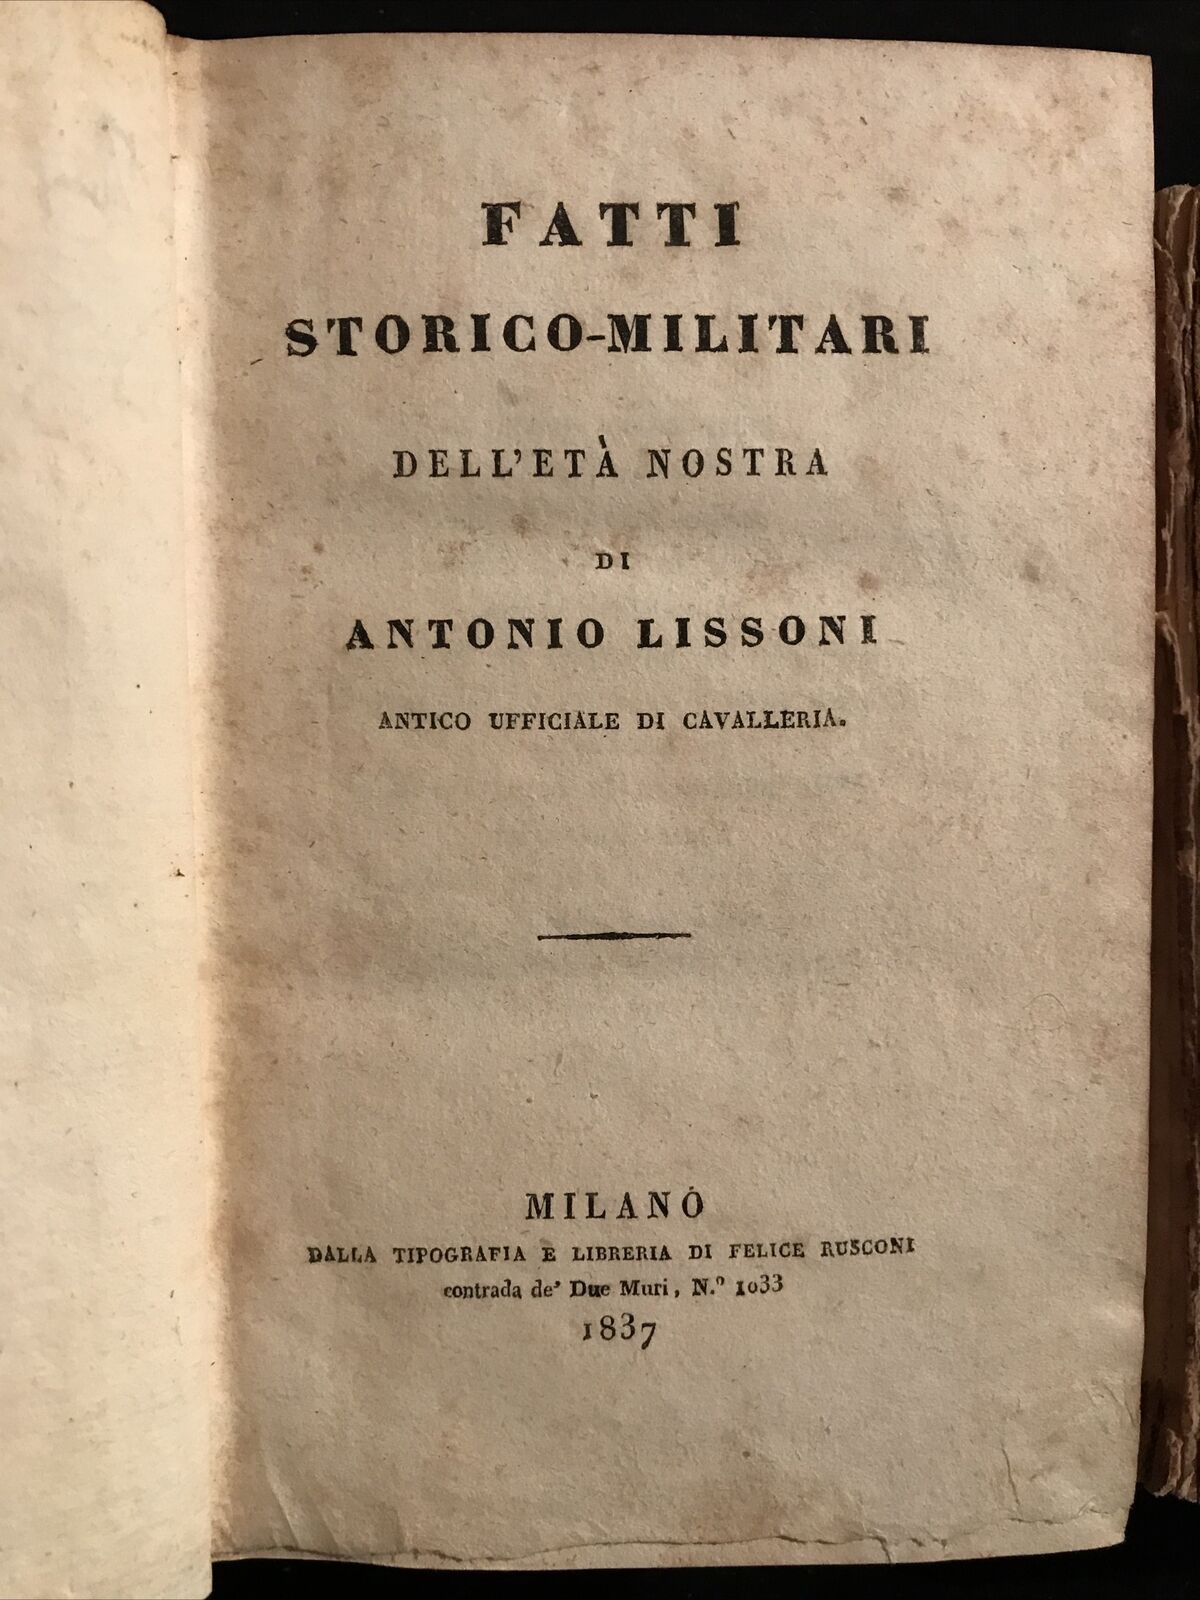 FATTI
STORICO-MILITARI
DELL'ETÀ NOSTRA
DI
ANTONIO LISSONI
ANTICO UFFICIALE DI CAVALLERIA.
MILANO
DALLA TIPOGRAFIA E LIBRERIA DI FELICE RUSCONI
contrada de' Due Muri, N.º 1033
1837